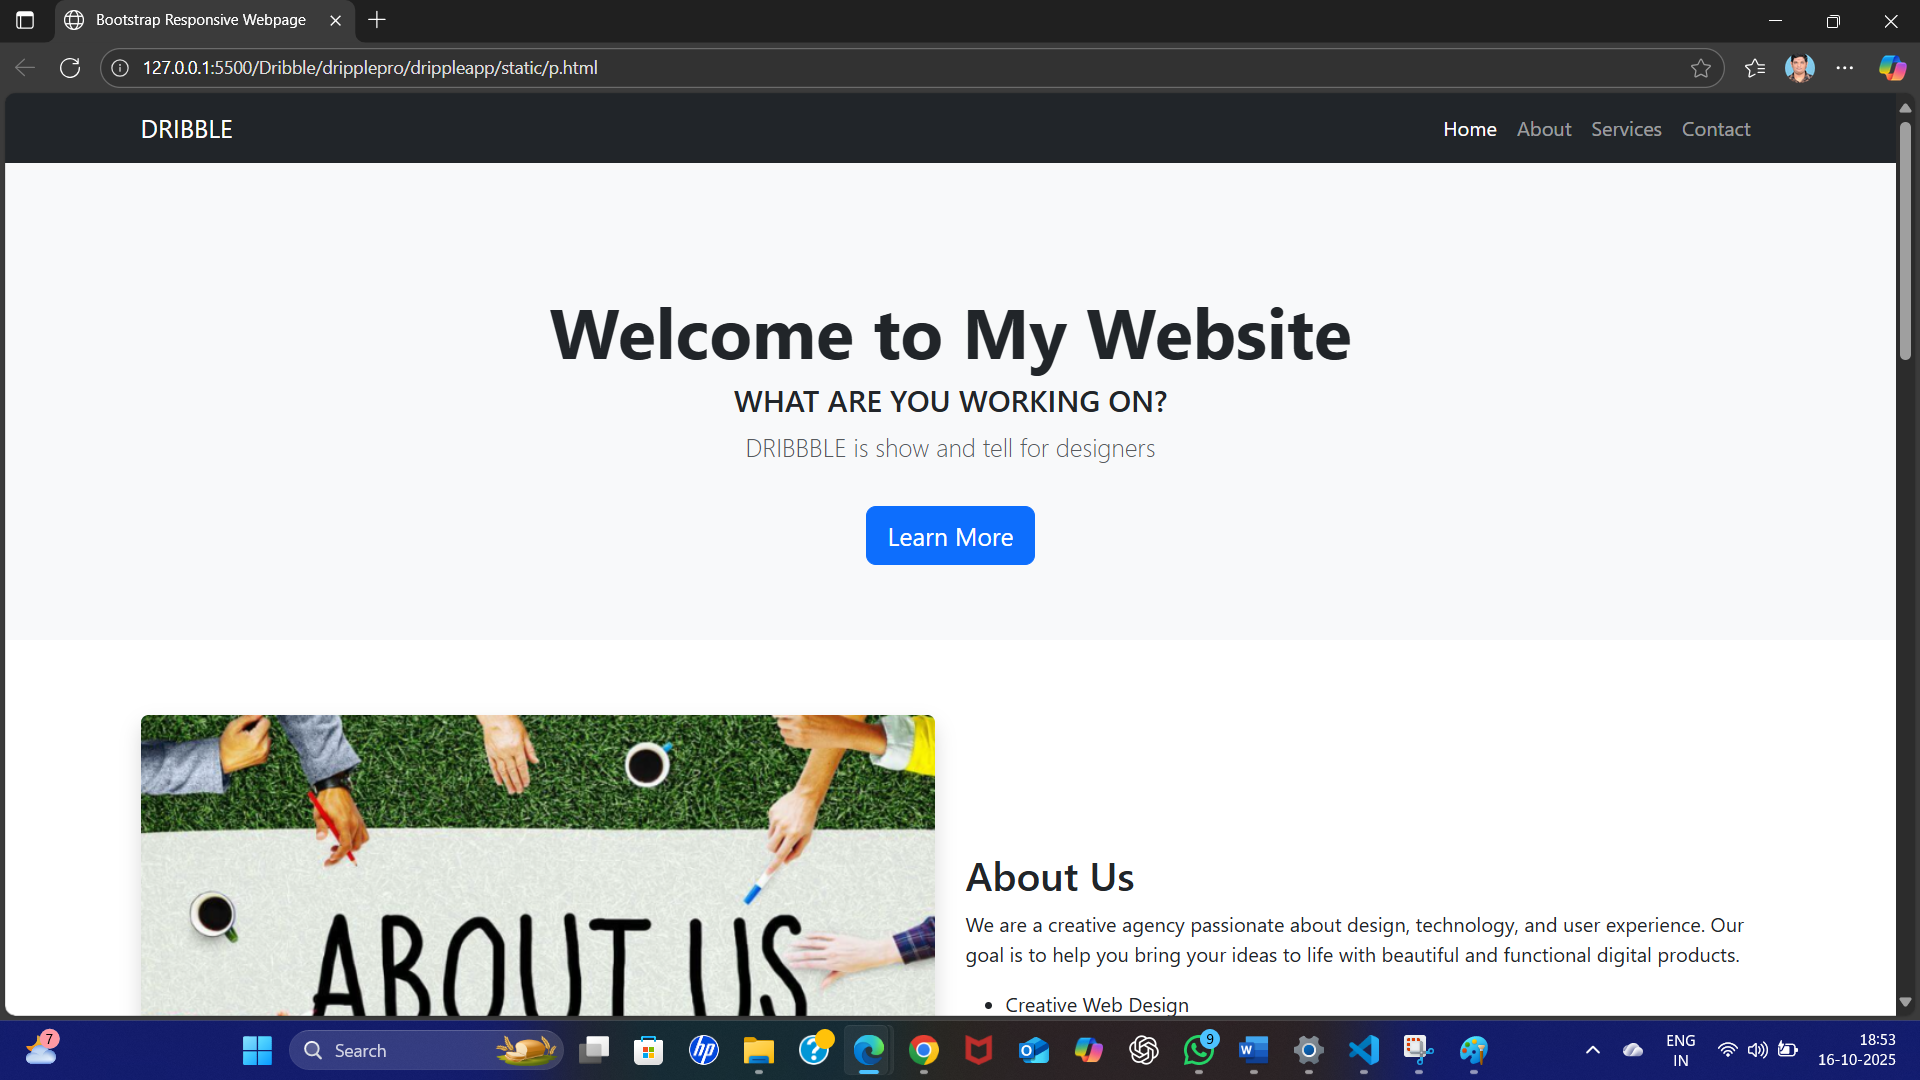 Bootstrap Responsive Webpage
127.0.0.1:5500/Dribble/dripplepro/drippleapp/static/p.html
DRIBBLE
Home About Services Contact
Welcome to My Website
WHAT ARE YOU WORKING ON?
DRIBBBLE is show and tell for designers
Learn More
ABOUT US
About Us
We are a creative agency passionate about design, technology, and user experience. Our
goal is to help you bring your ideas to life with beautiful and functional digital products.
• Creative Web Design
7
Search
hp
9
W
ENG
IN
18:53
16-10-2025